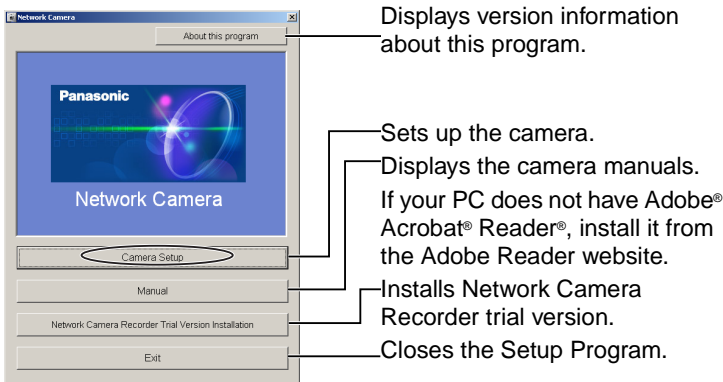 Network Camera
About this program
Panasonic
Network Camera
Camera Setup
Manual
Network Camera Recorder Trial Version Installation
Exit
Displays version information
about this program.
Sets up the camera.
Displays the camera manuals.
If your PC does not have Adobe®
Acrobat® Reader®, install it from
the Adobe Reader website.
Installs Network Camera
Recorder trial version.
Closes the Setup Program.